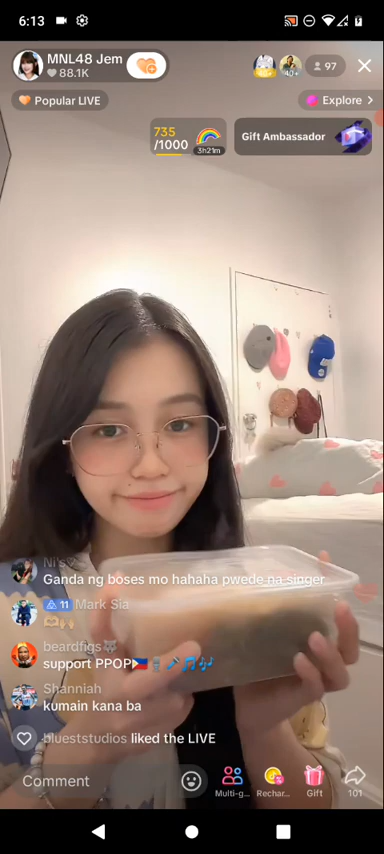 6:13
MNL48 Jem
88.1K
40+
97
Popular LIVE
Explore
735
/1000
3h21m
Gift Ambassador
Ni's
Ganda ng boses mo hahaha pwede na singer
11 Mark Sia
beardfigs
support PPOP
Shanniah
kumain kana ba
blueststudios liked the LIVE
Comment
Multi-g... Rechar... Gift 101